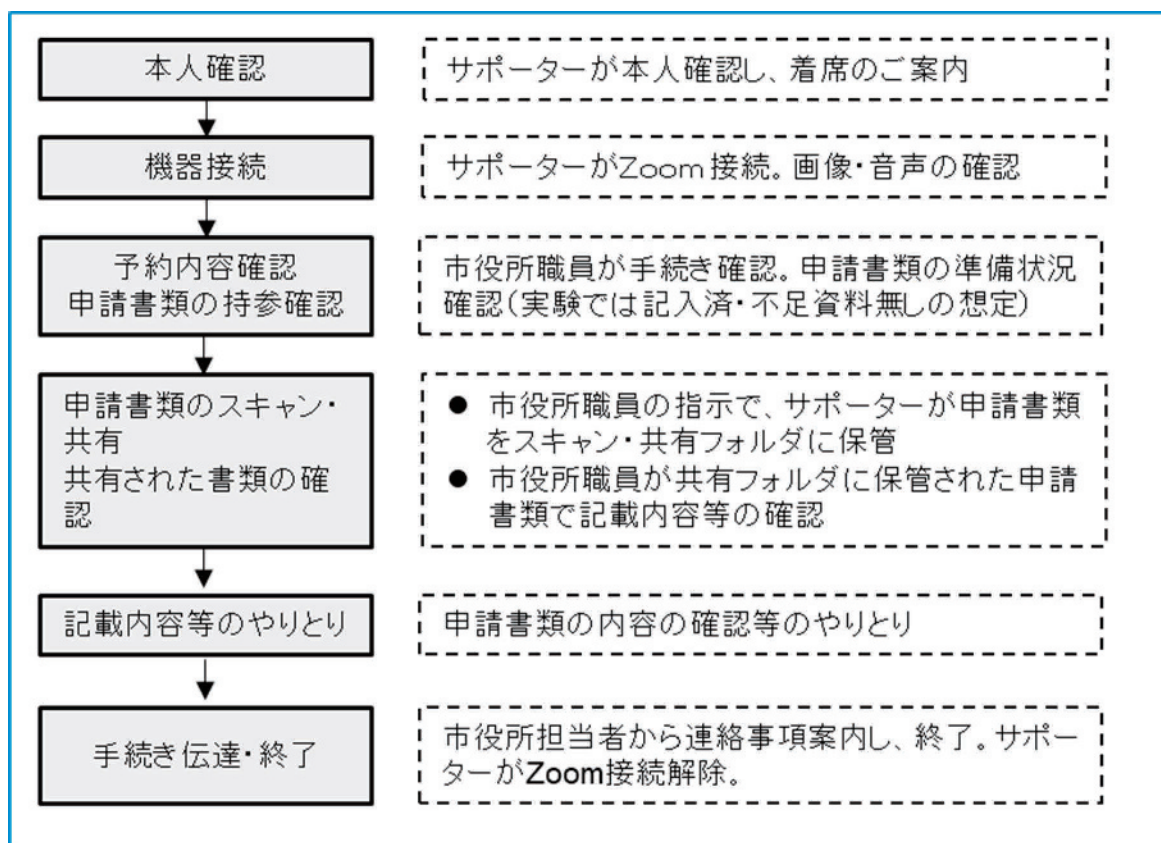 本人確認
サポーターが本人確認し、着席のご案内
機器接続
サポーターがZoom接続。画像・音声の確認
予約内容確認
申請書類の持参確認
市役所職員が手続き確認。申請書類の準備状況
確認(実験では記入済・不足資料無しの想定)
申請書類のスキャン・
共有
共有された書類の確
認
● 市役所職員の指示で、サポーターが申請書類
をスキャン・共有フォルダに保管
● 市役所職員が共有フォルダに保管された申請
書類で記載内容等の確認
記載内容等のやりとり
申請書類の内容の確認等のやりとり
手続き伝達・終了
市役所担当者から連絡事項案内し、終了。サポー
ターがZoom接続解除。